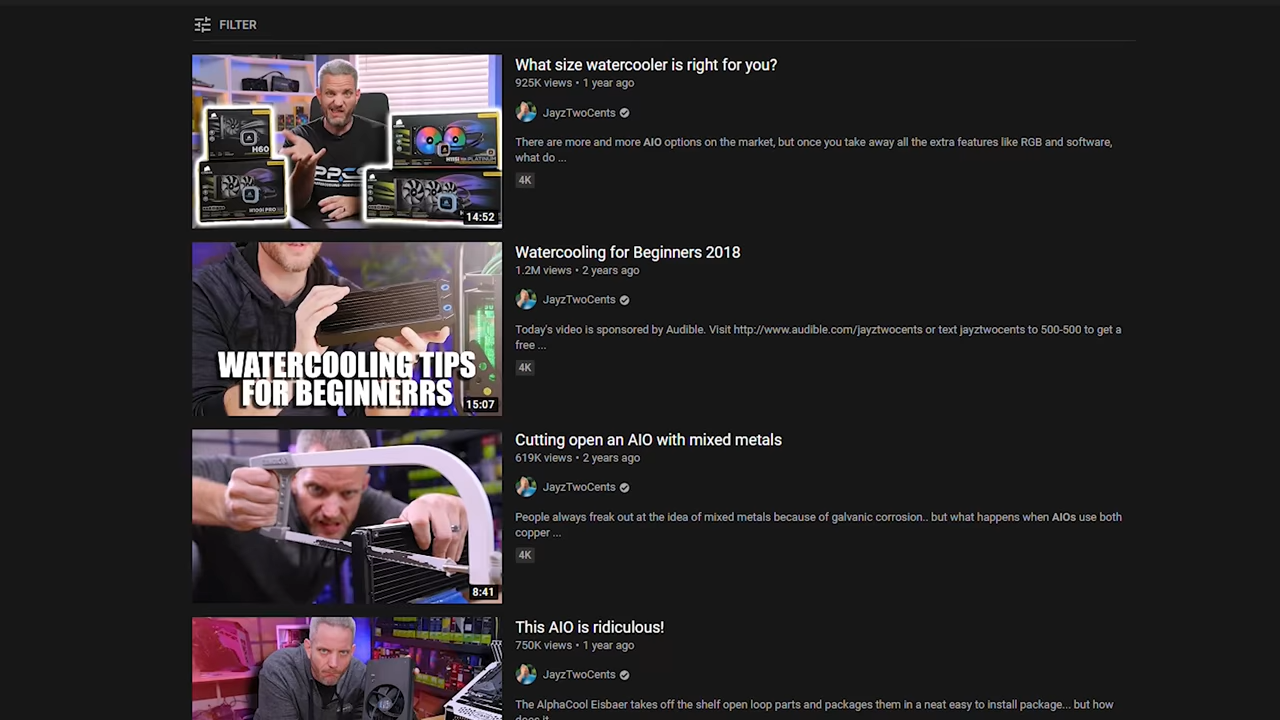 FILTER
What size watercooler is right for you?
925K views • 1 year ago
JayzTwoCents
There are more and more AIO options on the market, but once you take away all the extra features like RGB and software,
what do ...
4K
H60
H100i PRO
PLATINUM
PPCS
14:52
Watercooling for Beginners 2018
1.2M views • 2 years ago
JayzTwoCents
Today's video is sponsored by Audible. Visit http://www.audible.com/jayztwocents or text jayztwocents to 500-500 to get a
free ...
4K
WATERCOOLING TIPS
FOR BEGINNERRS
15:07
Cutting open an AIO with mixed metals
619K views • 2 years ago
JayzTwoCents
People always freak out at the idea of mixed metals because of galvanic corrosion.. but what happens when AIOs use both
copper ...
4K
8:41
This AIO is ridiculous!
750K views • 1 year ago
JayzTwoCents
The AlphaCool Eisbaer takes off the shelf open loop parts and packages them in a neat easy to install package... but how
does it